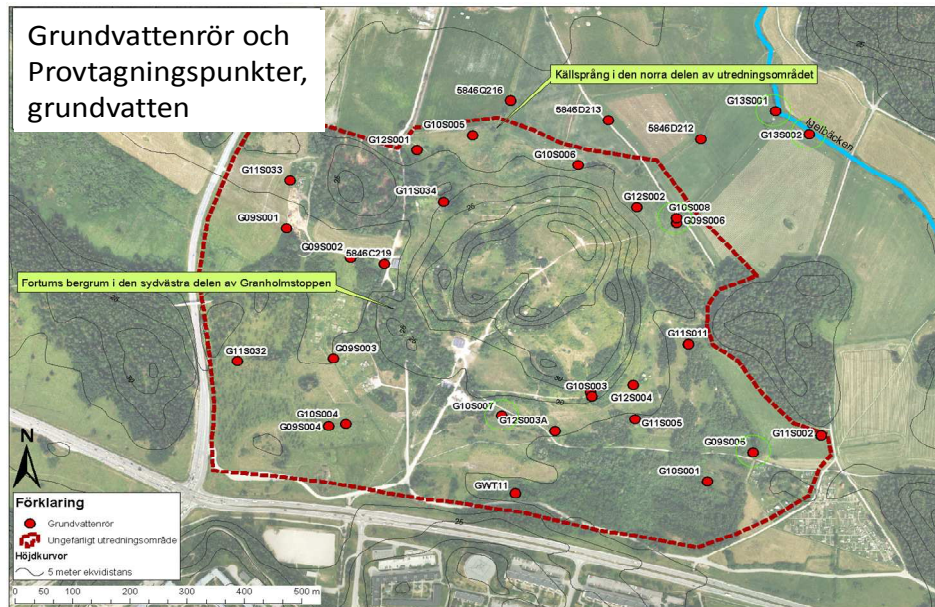 Grundvattenrör och
Provtagningspunkter,
grundvatten
Källsprång i den norra delen av utredningsområdet
5846Q216
5846D213
G13S001
G10S005
5846D212
G13S002
Igelbäcken
G12S001
G10S006
G11S033
G11S034
G12S002
G10S008
G09S001
G09S006
G09S002
5846C219
Fortums bergrum i den sydvästra delen av Granholmstoppen
G11S011
G11S032
G09S003
G10S003
G12S004
G10S007
G10S004
G12S003A
G11S005
G09S004
G11S002
G09S005
G10S001
GWT11
N
Förklaring
Grundvattenrör
Ungefärligt utredningsområde
Höjdkurvor
5 meter ekvidistans
0 100 200 300 400 500 m